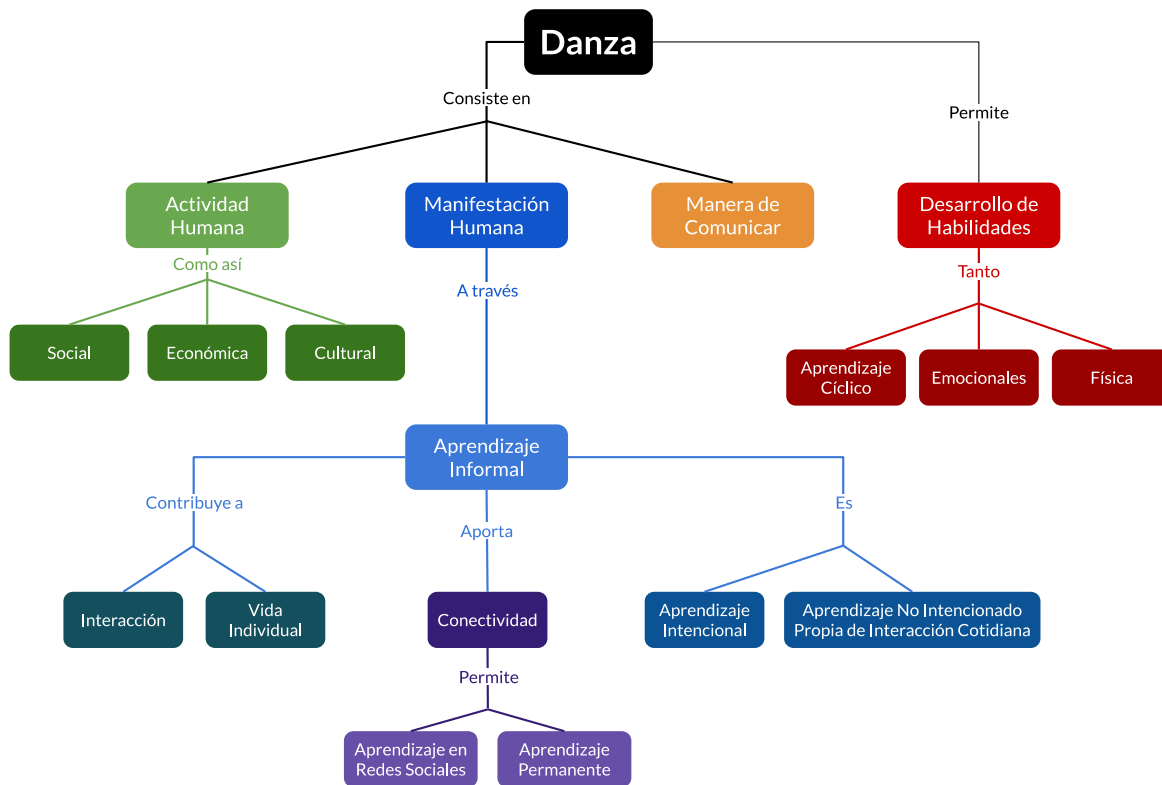 Danza
Consiste en
Permite
Actividad
Humana
Manifestación
Humana
Manera de
Comunicar
Desarrollo de
Habilidades
Como así
A través
Tanto
Social
Económica
Cultural
Aprendizaje
Cíclico
Emocionales
Física
Aprendizaje
Informal
Contribuye a
Aporta
Es
Interacción
Vida
Individual
Conectividad
Aprendizaje
Intencional
Aprendizaje No Intencionado
Propia de Interacción Cotidiana
Permite
Aprendizaje en
Redes Sociales
Aprendizaje
Permanente